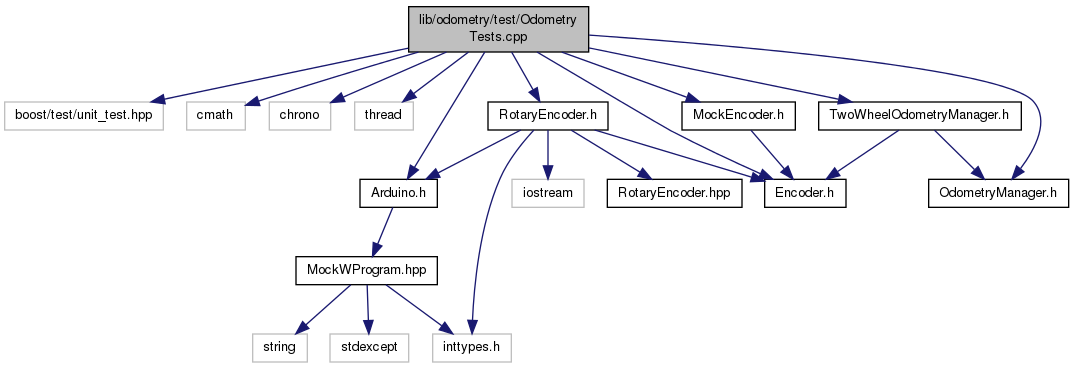 lib/odometry/test/Odometry
Tests.cpp
boost/test/unit_test.hpp
cmath
chrono
thread
RotaryEncoder.h
MockEncoder.h
TwoWheelOdometryManager.h
Arduino.h
iostream
RotaryEncoder.hpp
Encoder.h
OdometryManager.h
MockWProgram.hpp
string
stdexcept
inttypes.h